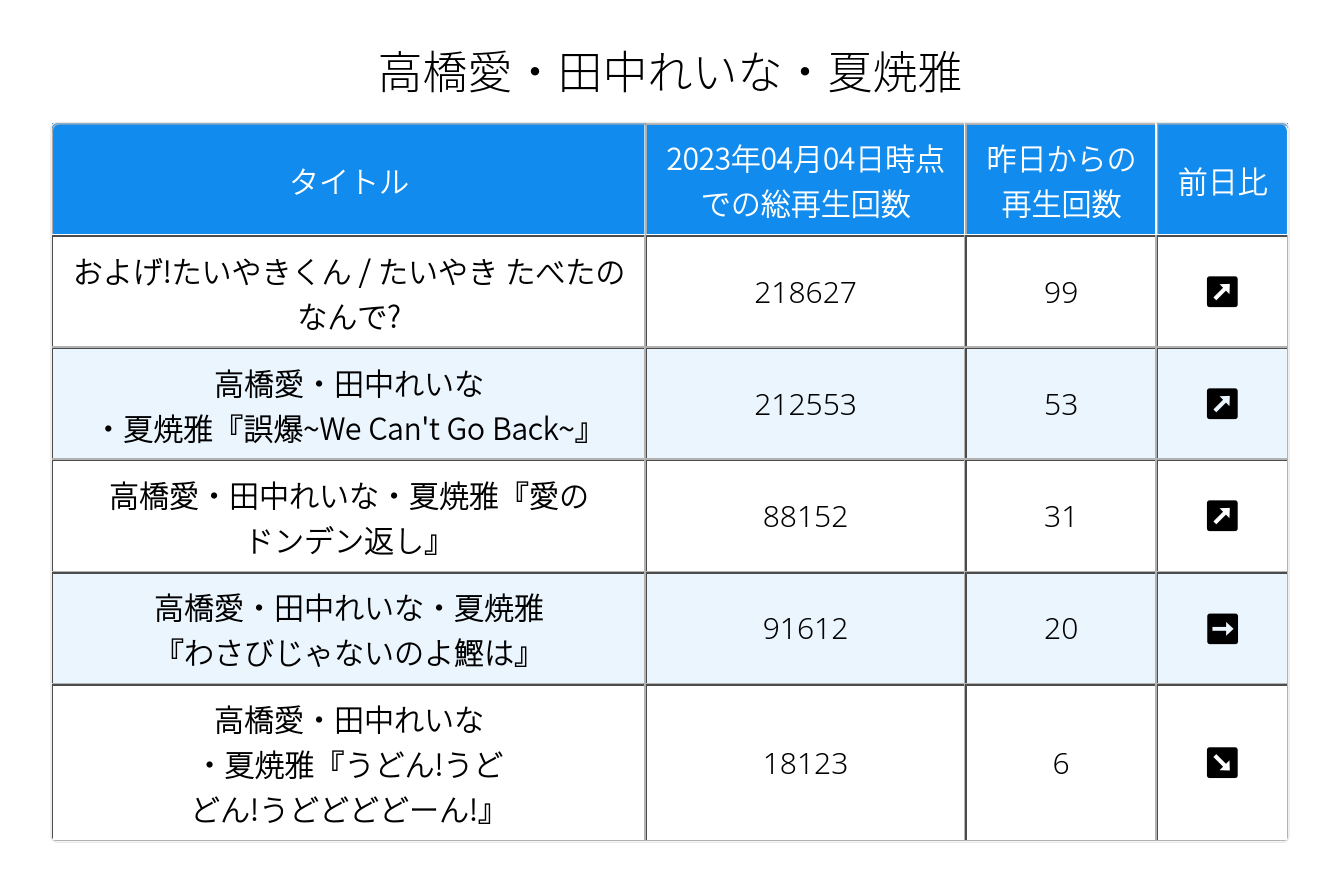 高橋愛・田中れいな・夏焼雅
タイトル
2023年04月04日時点
での総再生回数
昨日からの
再生回数
前日比
およげ!たいやきくん / たいやき たべたの
なんで?
218627
99
高橋愛・田中れいな
・夏焼雅『誤爆~We Can't Go Back~』
212553
53
高橋愛・田中れいな・夏焼雅『愛の
ドンデン返し』
88152
31
高橋愛・田中れいな・夏焼雅
『わさびじゃないのよ鰹は』
91612
20
高橋愛・田中れいな
・夏焼雅『うどん!うど
どん!うどどどどーん!』
18123
6